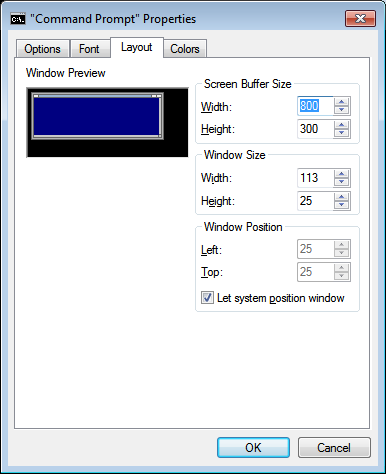 C:\. "Command Prompt" Properties
Options Font Layout Colors
Window Preview
Screen Buffer Size
Width: 800
Height: 300
Window Size
Width: 113
Height: 25
Window Position
Left: 25
Top: 25
Let system position window
OK Cancel